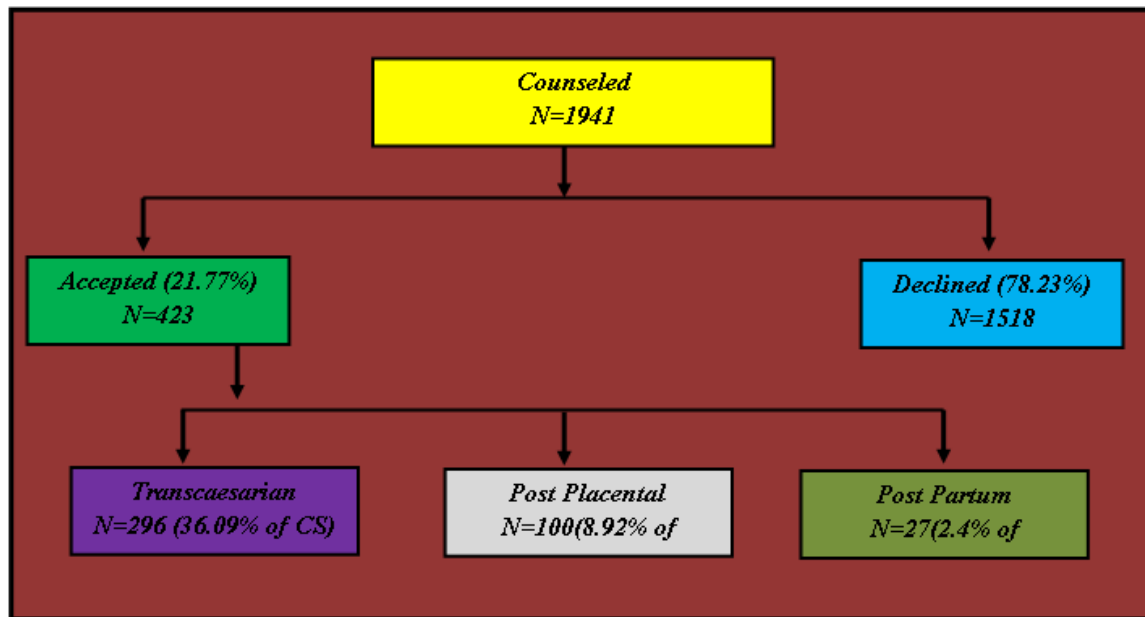 Counseled
N=1941
Accepted (21.77%)
N=423
Declined (78.23%)
N=1518
Transcaesarian
N=296 (36.09% of CS)
Post Placental
N=100(8.92% of
Post Partum
N=27(2.4% of